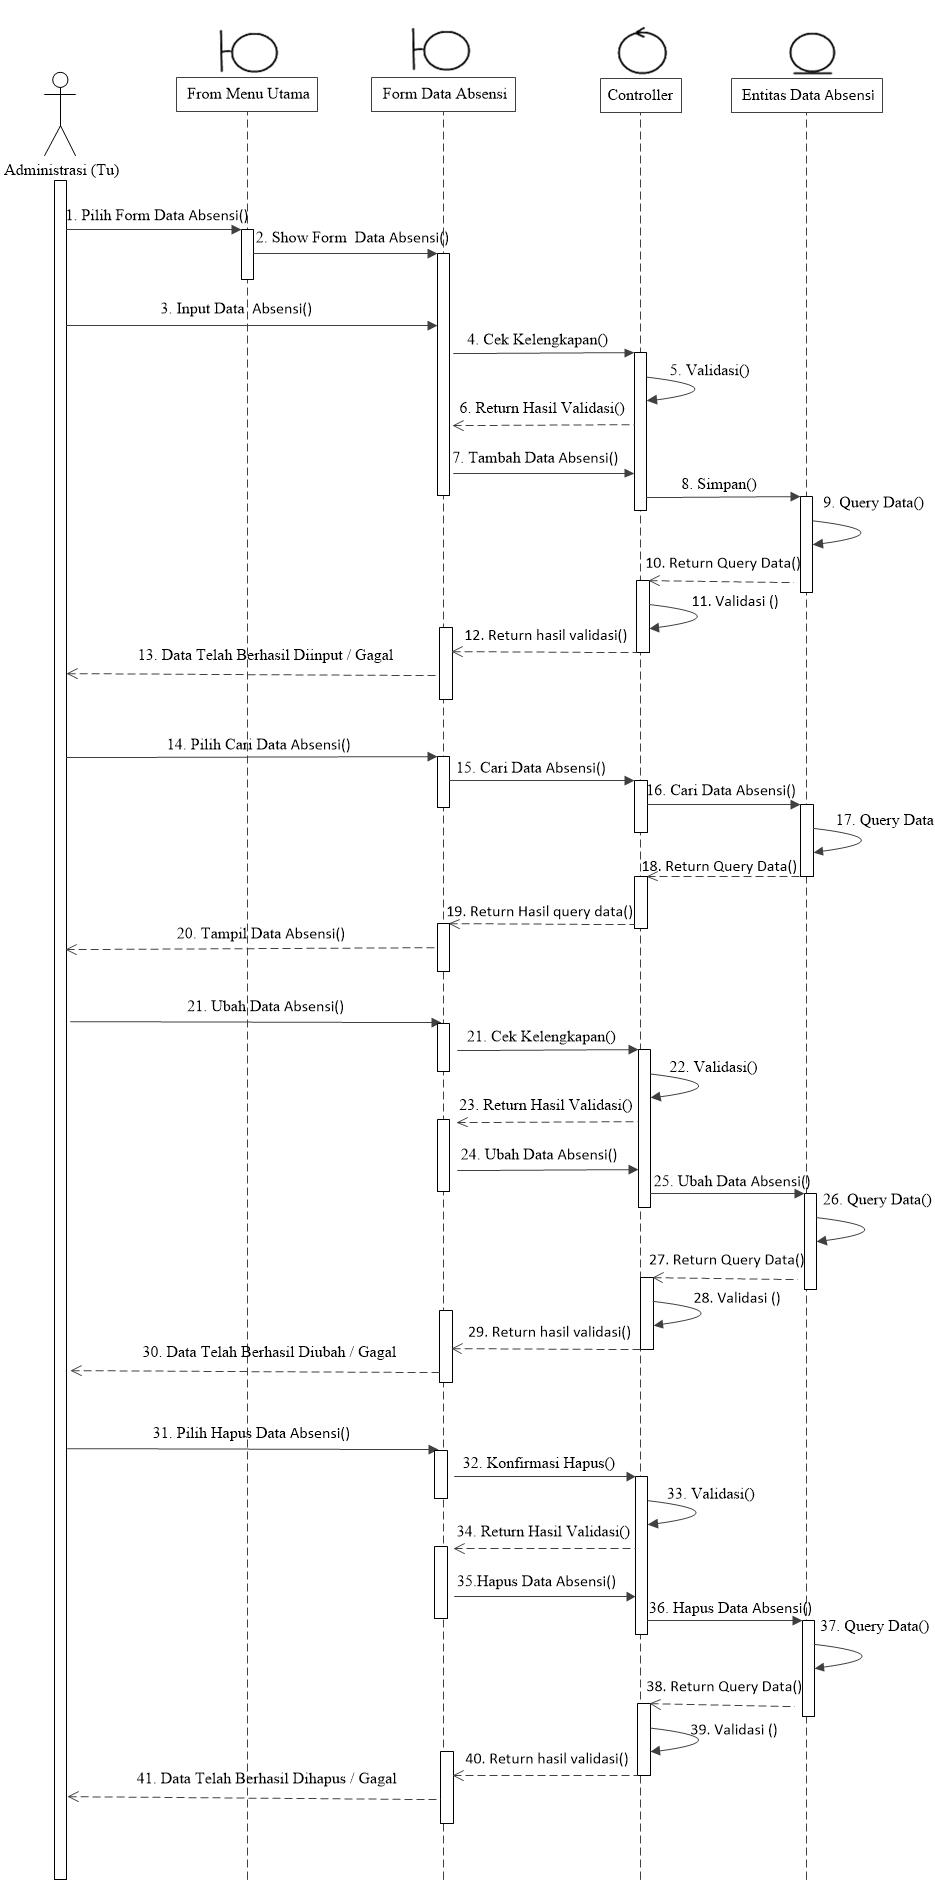 From Menu Utama
Form Data Absensi
Controller
Entitas Data Absensi
Administrasi (Tu)
1. Pilih Form Data Absensi()
2. Show Form  Data Absensi()
3. Input Data  Absensi()
4. Cek Kelengkapan()
5. Validasi()
6. Return Hasil Validasi()
7. Tambah Data Absensi()
8. Simpan()
9. Query Data()
10. Return Query Data()
11. Validasi ()
12. Return hasil validasi()
13. Data Telah Berhasil Diinput / Gagal
14. Pilih Cari Data Absensi()
15. Cari Data Absensi()
16. Cari Data Absensi()
17. Query Data
18. Return Query Data()
19. Return Hasil query data()
20. Tampil Data Absensi()
21. Ubah Data Absensi()
21. Cek Kelengkapan()
22. Validasi()
23. Return Hasil Validasi()
24. Ubah Data Absensi()
25. Ubah Data Absensi()
26. Query Data()
27. Return Query Data()
28. Validasi ()
29. Return hasil validasi()
30. Data Telah Berhasil Diubah / Gagal
31. Pilih Hapus Data Absensi()
32. Konfirmasi Hapus()
33. Validasi()
34. Return Hasil Validasi()
35.Hapus Data Absensi()
36. Hapus Data Absensi()
37. Query Data()
38. Return Query Data()
39. Validasi ()
40. Return hasil validasi()
41. Data Telah Berhasil Dihapus / Gagal